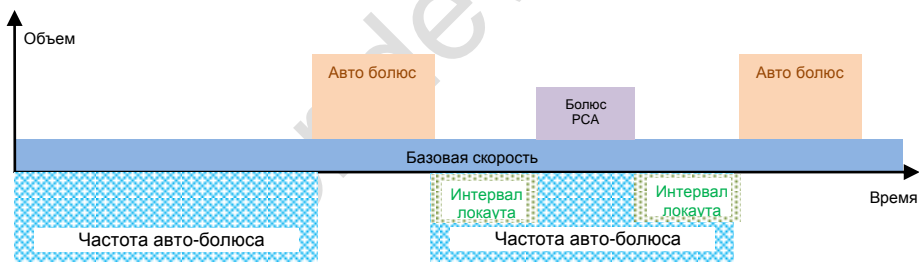 Объем
Авто болюс
Авто болюс
Болюс
PCA
Базовая скорость
Время
Интервал
локаута
Интервал
локаута
Частота авто-болюса
Частота авто-болюса